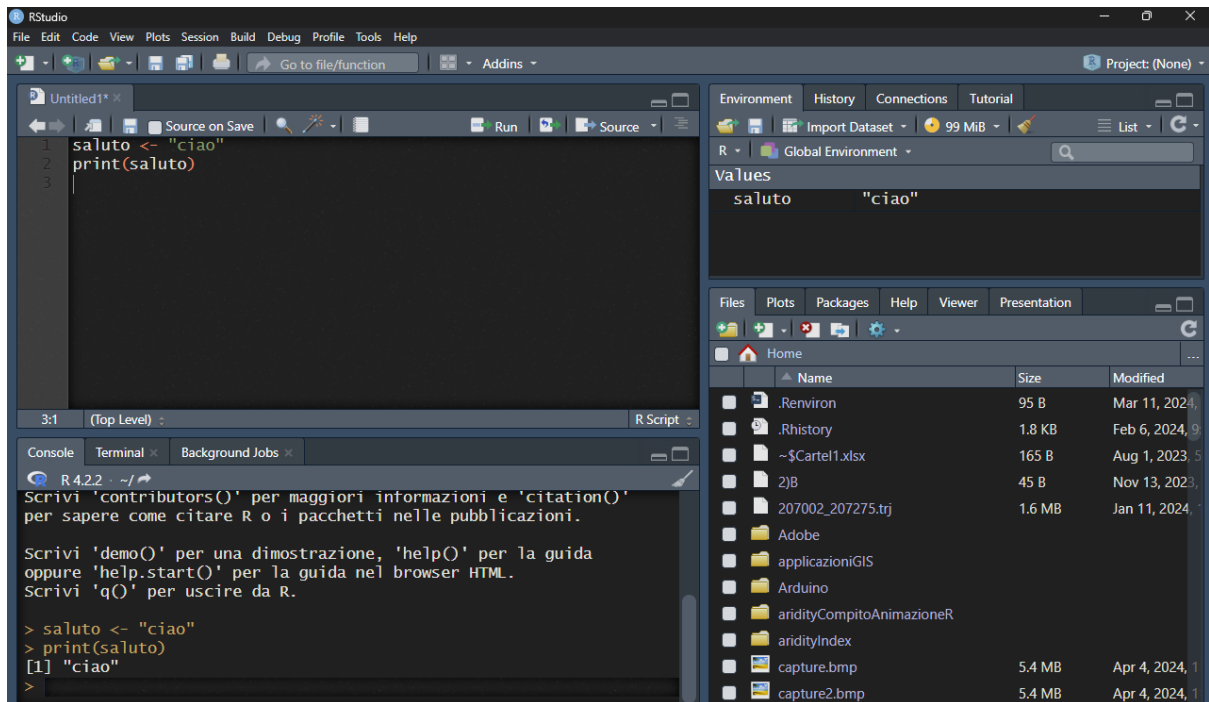 RStudio
File Edit Code View Plots Session Build Debug Profile Tools Help
Go to file/function Addins Project: (None)
Untitled1*
Source on Save Run Source
1 saluto <- "ciao"
2 print(saluto)
3
3:1 (Top Level) R Script
Console Terminal Background Jobs
R 4.2.2 · ~/
Scrivi 'contributors()' per maggiori informazioni e 'citation()'
per sapere come citare R o i pacchetti nelle pubblicazioni.
Scrivi 'demo()' per una dimostrazione, 'help()' per la guida
oppure 'help.start()' per la guida nel browser HTML.
Scrivi 'q()' per uscire da R.
> saluto <- "ciao"
> print(saluto)
[1] "ciao"
>
Environment History Connections Tutorial
Import Dataset 99 MiB List
R Global Environment
Values
saluto "ciao"
Files Plots Packages Help Viewer Presentation
Home ...
Name Size Modified
.Renviron 95 B Mar 11, 2024,
.Rhistory 1.8 KB Feb 6, 2024, 9
~$Cartel1.xlsx 165 B Aug 1, 2023, 5
2)B 45 B Nov 13, 2023,
207002_207275.trj 1.6 MB Jan 11, 2024, 1
Adobe
applicazioniGIS
Arduino
aridityCompitoAnimazioneR
aridityIndex
capture.bmp 5.4 MB Apr 4, 2024, 1
capture2.bmp 5.4 MB Apr 4, 2024, 1